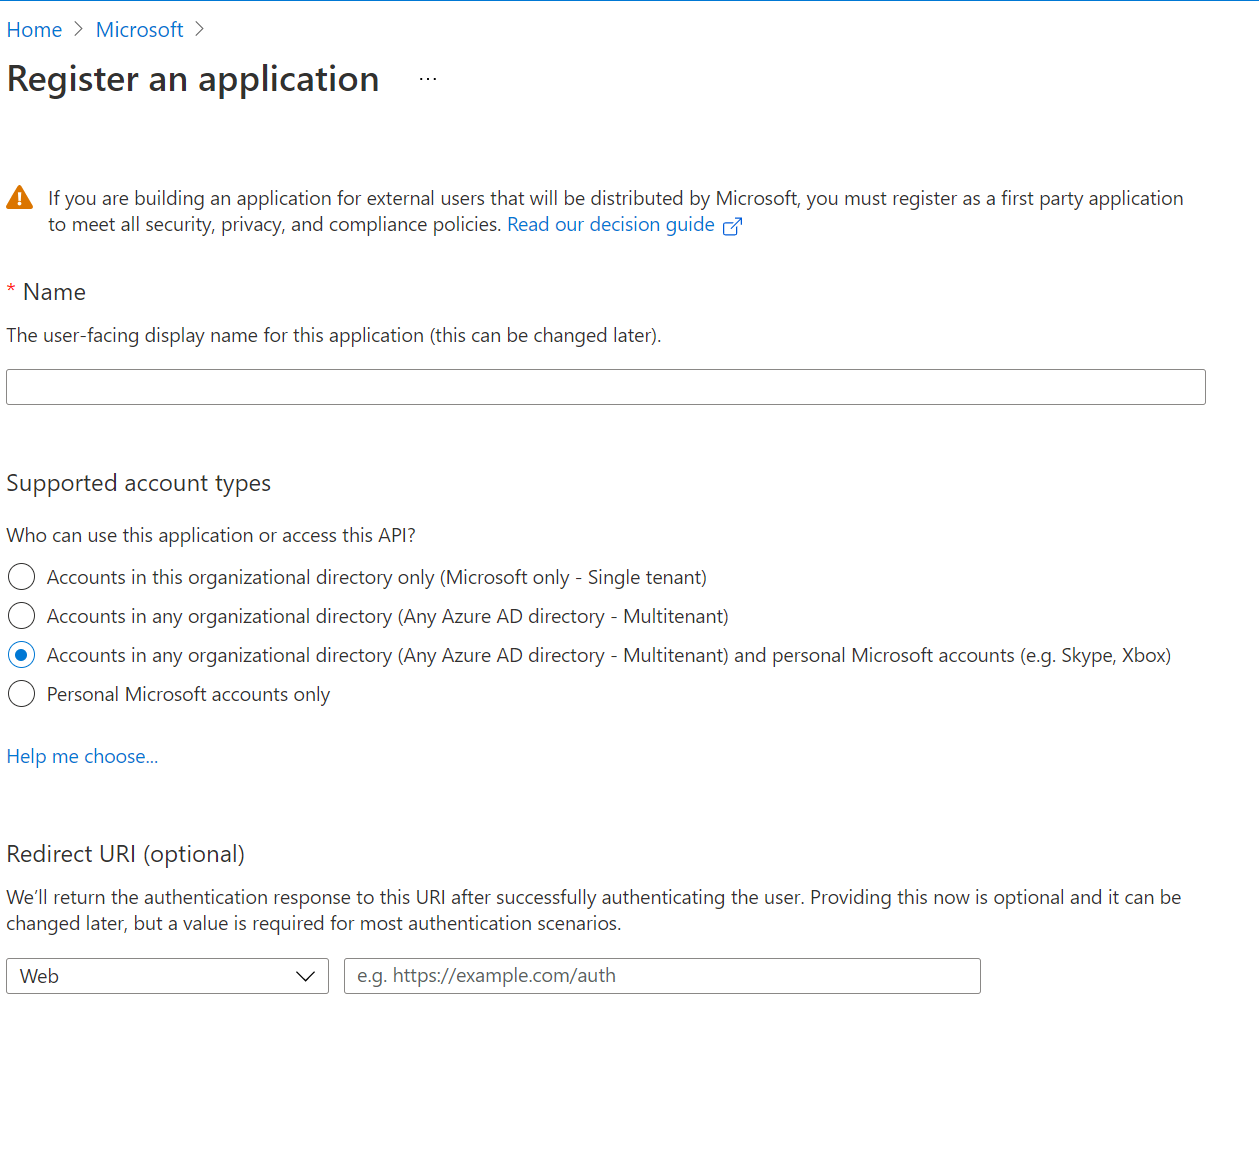 Home > Microsoft >
Register an application ...
If you are building an application for external users that will be distributed by Microsoft, you must register as a first party application
to meet all security, privacy, and compliance policies. Read our decision guide
* Name
The user-facing display name for this application (this can be changed later).
Supported account types
Who can use this application or access this API?
Accounts in this organizational directory only (Microsoft only - Single tenant)
Accounts in any organizational directory (Any Azure AD directory - Multitenant)
Accounts in any organizational directory (Any Azure AD directory - Multitenant) and personal Microsoft accounts (e.g. Skype, Xbox)
Personal Microsoft accounts only
Help me choose...
Redirect URI (optional)
We’ll return the authentication response to this URI after successfully authenticating the user. Providing this now is optional and it can be
changed later, but a value is required for most authentication scenarios.
Web e.g. https://example.com/auth